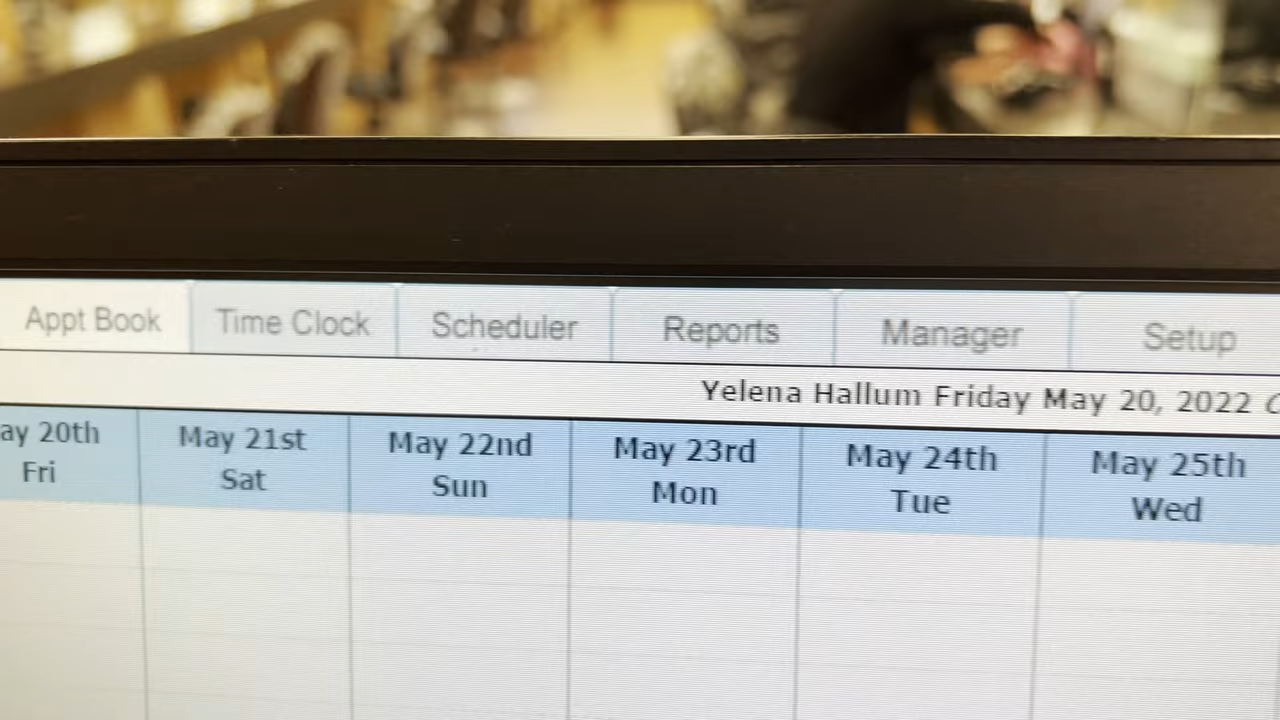 Appt Book Time Clock Scheduler Reports Manager Setup
Yelena Hallum Friday May 20, 2022
ay 20th May 21st May 22nd May 23rd May 24th May 25th
Fri Sat Sun Mon Tue Wed